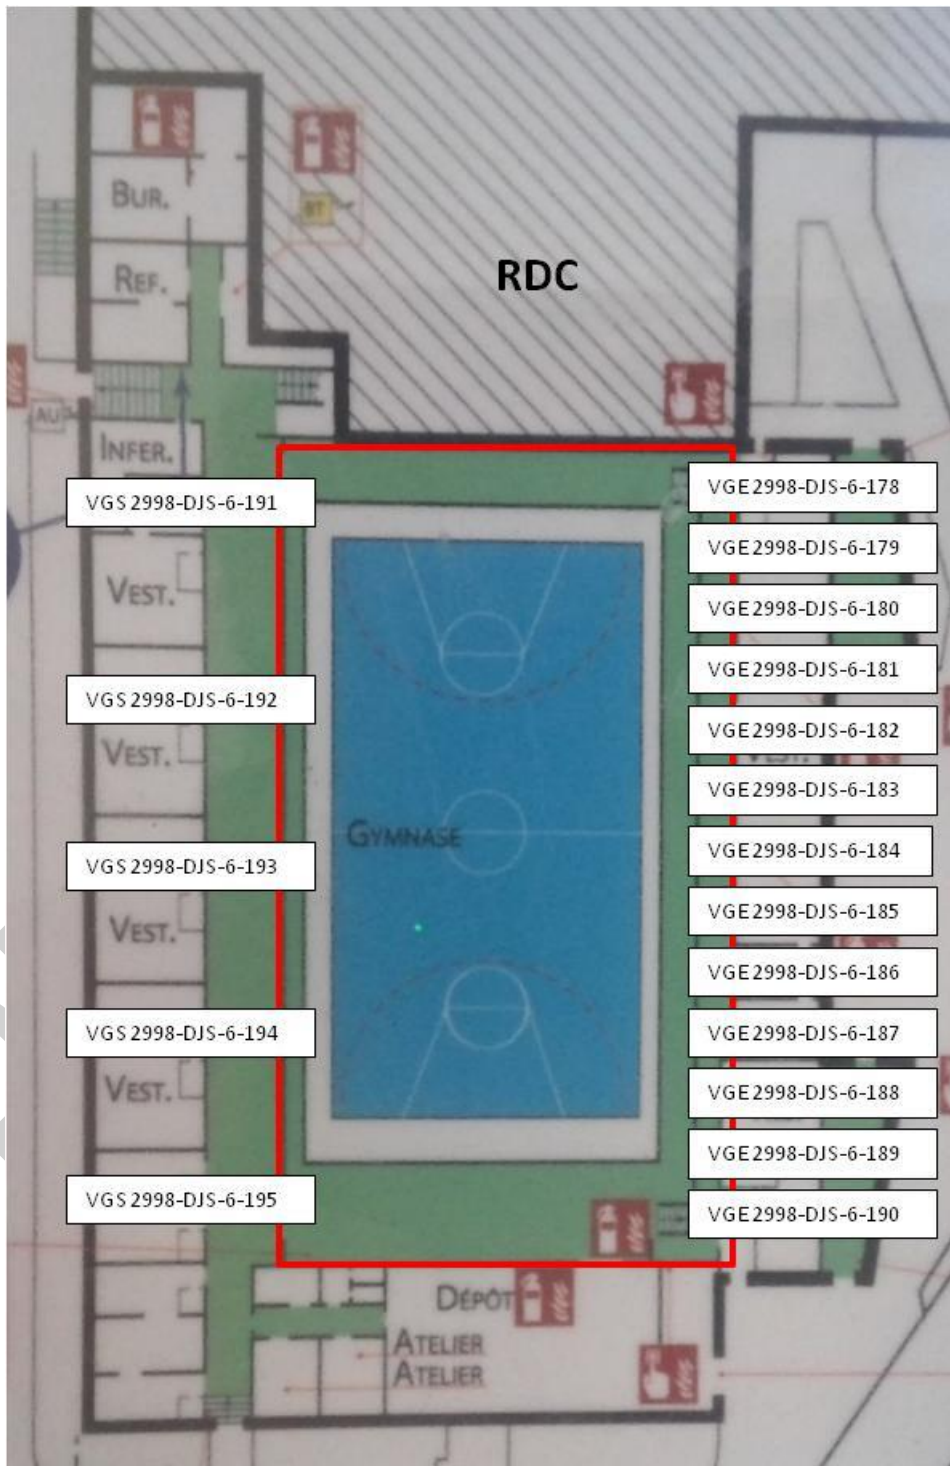 BUR.
BT
REF.
RDC
AU
INFER.
VGS 2998-DJS-6-191
VGE 2998-DJS-6-178
VGE 2998-DJS-6-179
VEST.
VGE 2998-DJS-6-180
VGE 2998-DJS-6-181
VGS 2998-DJS-6-192
VGE 2998-DJS-6-182
VEST.
VEST.
VGE 2998-DJS-6-183
GYMNASE
VGE 2998-DJS-6-184
VGS 2998-DJS-6-193
VGE 2998-DJS-6-185
VEST.
VGE 2998-DJS-6-186
VGS 2998-DJS-6-194
VGE 2998-DJS-6-187
VEST.
VGE 2998-DJS-6-188
VGE 2998-DJS-6-189
VGS 2998-DJS-6-195
VGE 2998-DJS-6-190
DÉPÔT
ATELIER
ATELIER